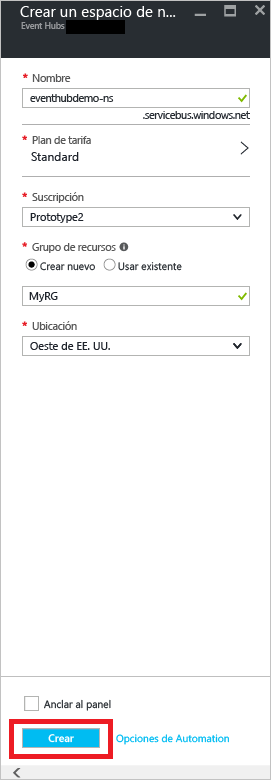 Crear un espacio de n...
Event Hubs
* Nombre
eventhubdemo-ns
.servicebus.windows.net
* Plan de tarifa
Standard
* Suscripción
Prototype2
* Grupo de recursos
Crear nuevo Usar existente
MyRG
* Ubicación
Oeste de EE. UU.
Anclar al panel
Crear Opciones de Automation